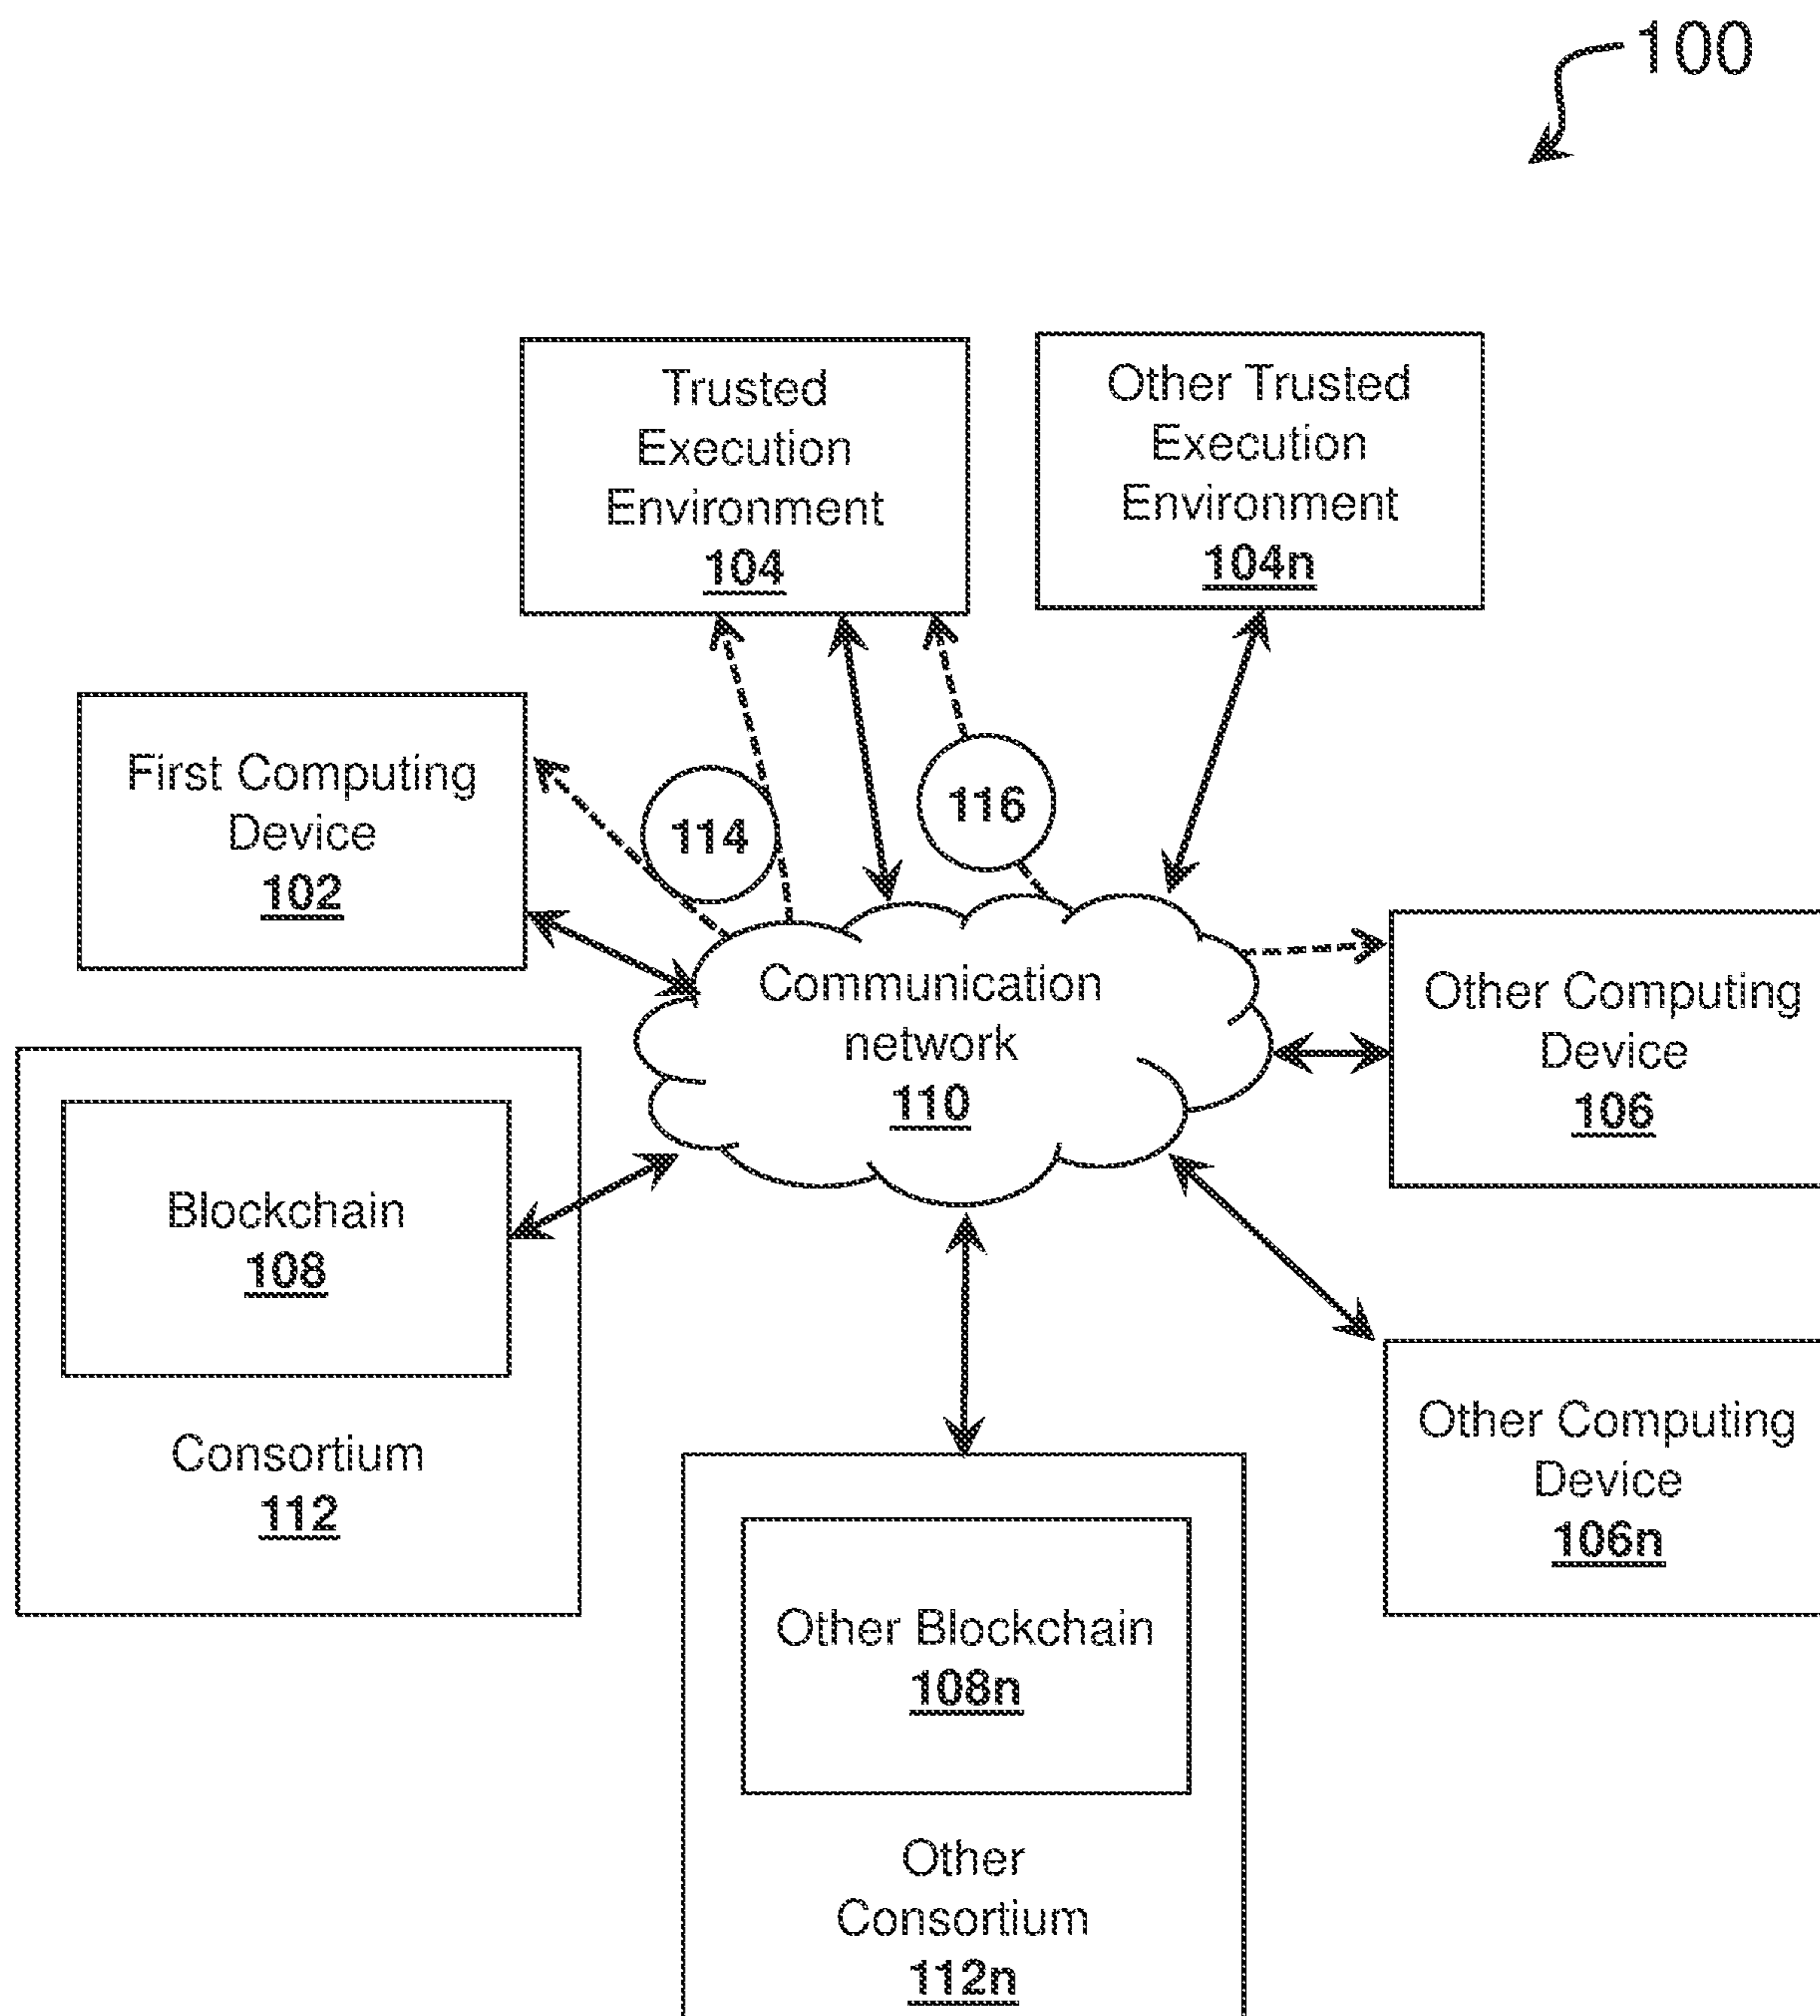 100
Trusted
Execution
Environment
104
Other Trusted
Execution
Environment
104n
First Computing
Device
102
114
116
Communication
network
110
Other Computing
Device
106
Blockchain
108
Consortium
112
Other Computing
Device
106n
Other Blockchain
108n
Other
Consortium
112n